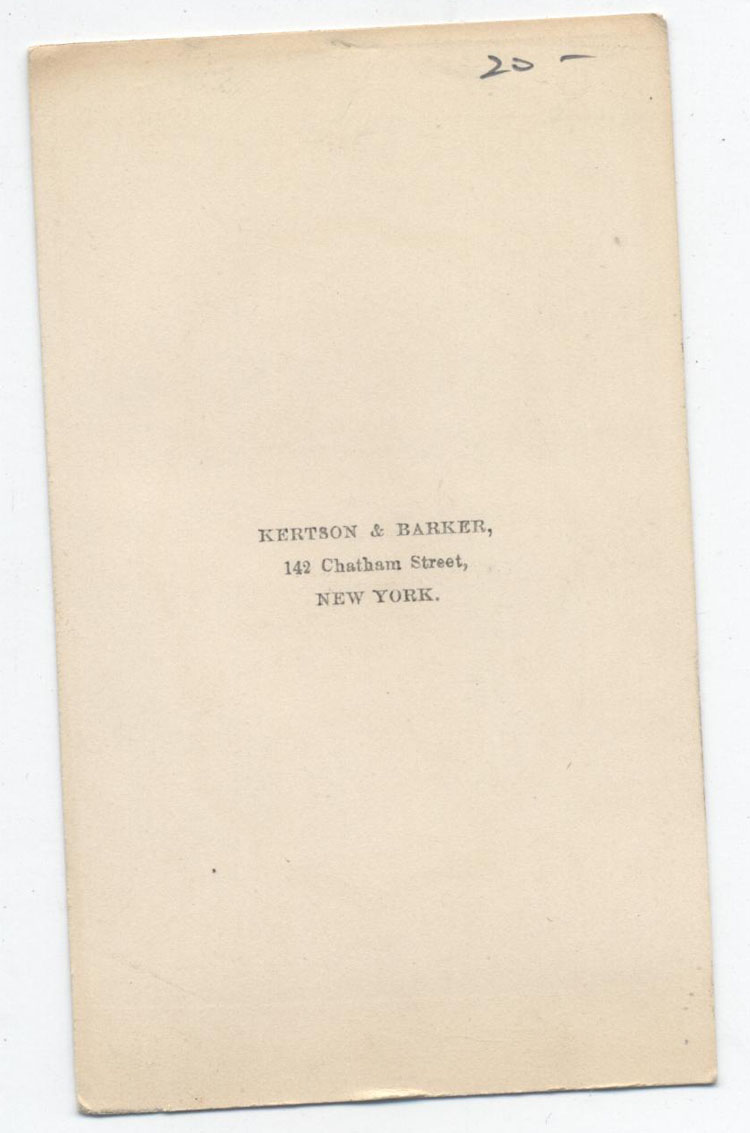 20 -
KERTSON & BARKER,
142 Chatham Street,
NEW YORK.